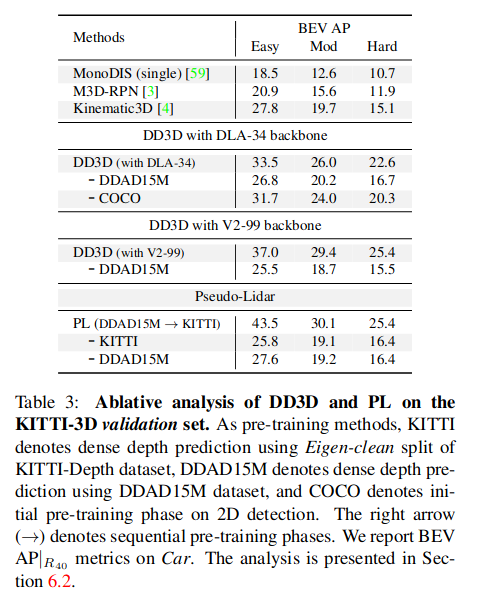 Methods BEV AP
Easy Mod Hard
MonoDIS (single) [59] 18.5 12.6 10.7
M3D-RPN [3] 20.9 15.6 11.9
Kinematic3D [4] 27.8 19.7 15.1
DD3D with DLA-34 backbone
DD3D (with DLA-34) 33.5 26.0 22.6
- DDAD15M 26.8 20.2 16.7
- COCO 31.7 24.0 20.3
DD3D with V2-99 backbone
DD3D (with V2-99) 37.0 29.4 25.4
- DDAD15M 25.5 18.7 15.5
Pseudo-Lidar
PL (DDAD15M → KITTI) 43.5 30.1 25.4
- KITTI 25.8 19.1 16.4
- DDAD15M 27.6 19.2 16.4
Table 3: Ablative analysis of DD3D and PL on the
KITTI-3D validation set. As pre-training methods, KITTI
denotes dense depth prediction using Eigen-clean split of
KITTI-Depth dataset, DDAD15M denotes dense depth pre-
diction using DDAD15M dataset, and COCO denotes ini-
tial pre-training phase on 2D detection. The right arrow
(→) denotes sequential pre-training phases. We report BEV
AP|R40 metrics on Car. The analysis is presented in Sec-
tion 6.2.